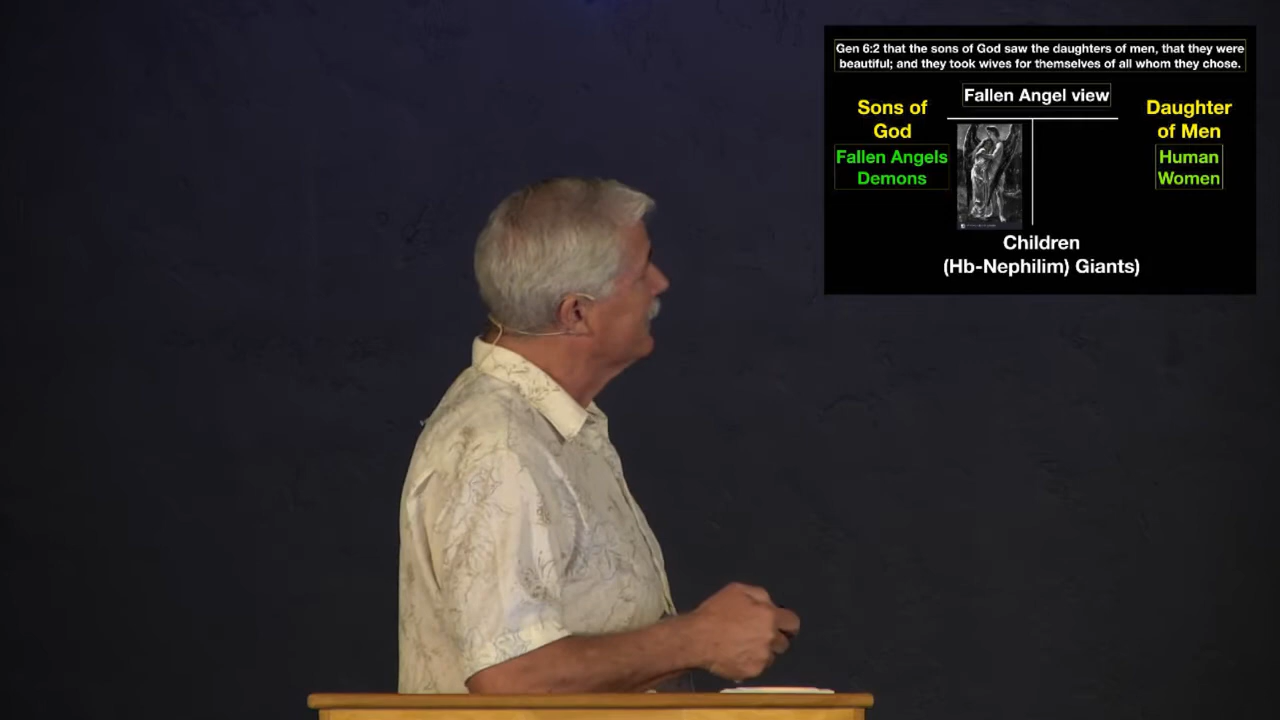 Gen 6:2 that the sons of God saw the daughters of men, that they were
beautiful; and they took wives for themselves of all whom they chose.
Fallen Angel view
Sons of
God
Fallen Angels
Demons
Daughter
of Men
Human
Women
Children
(Hb-Nephilim) Giants)